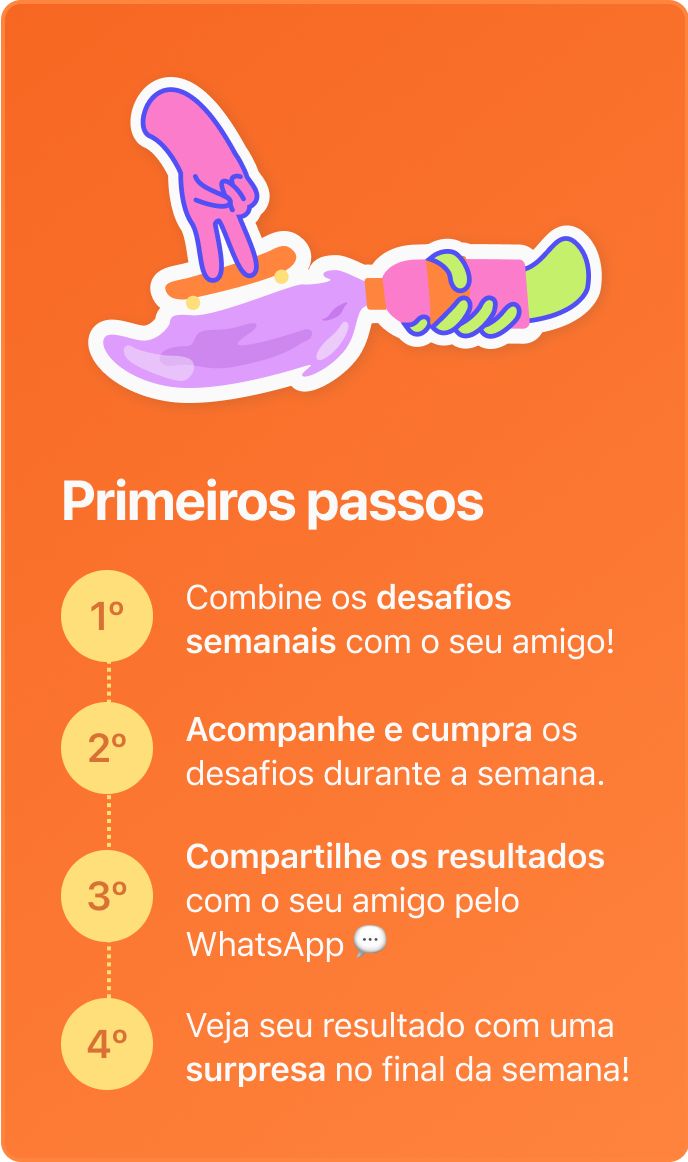 Primeiros passos
1º
Combine os desafios
semanais com o seu amigo!
2º
Acompanhe e cumpra os
desafios durante a semana.
3º
Compartilhe os resultados
com o seu amigo pelo
WhatsApp 💬
4º
Veja seu resultado com uma
surpresa no final da semana!